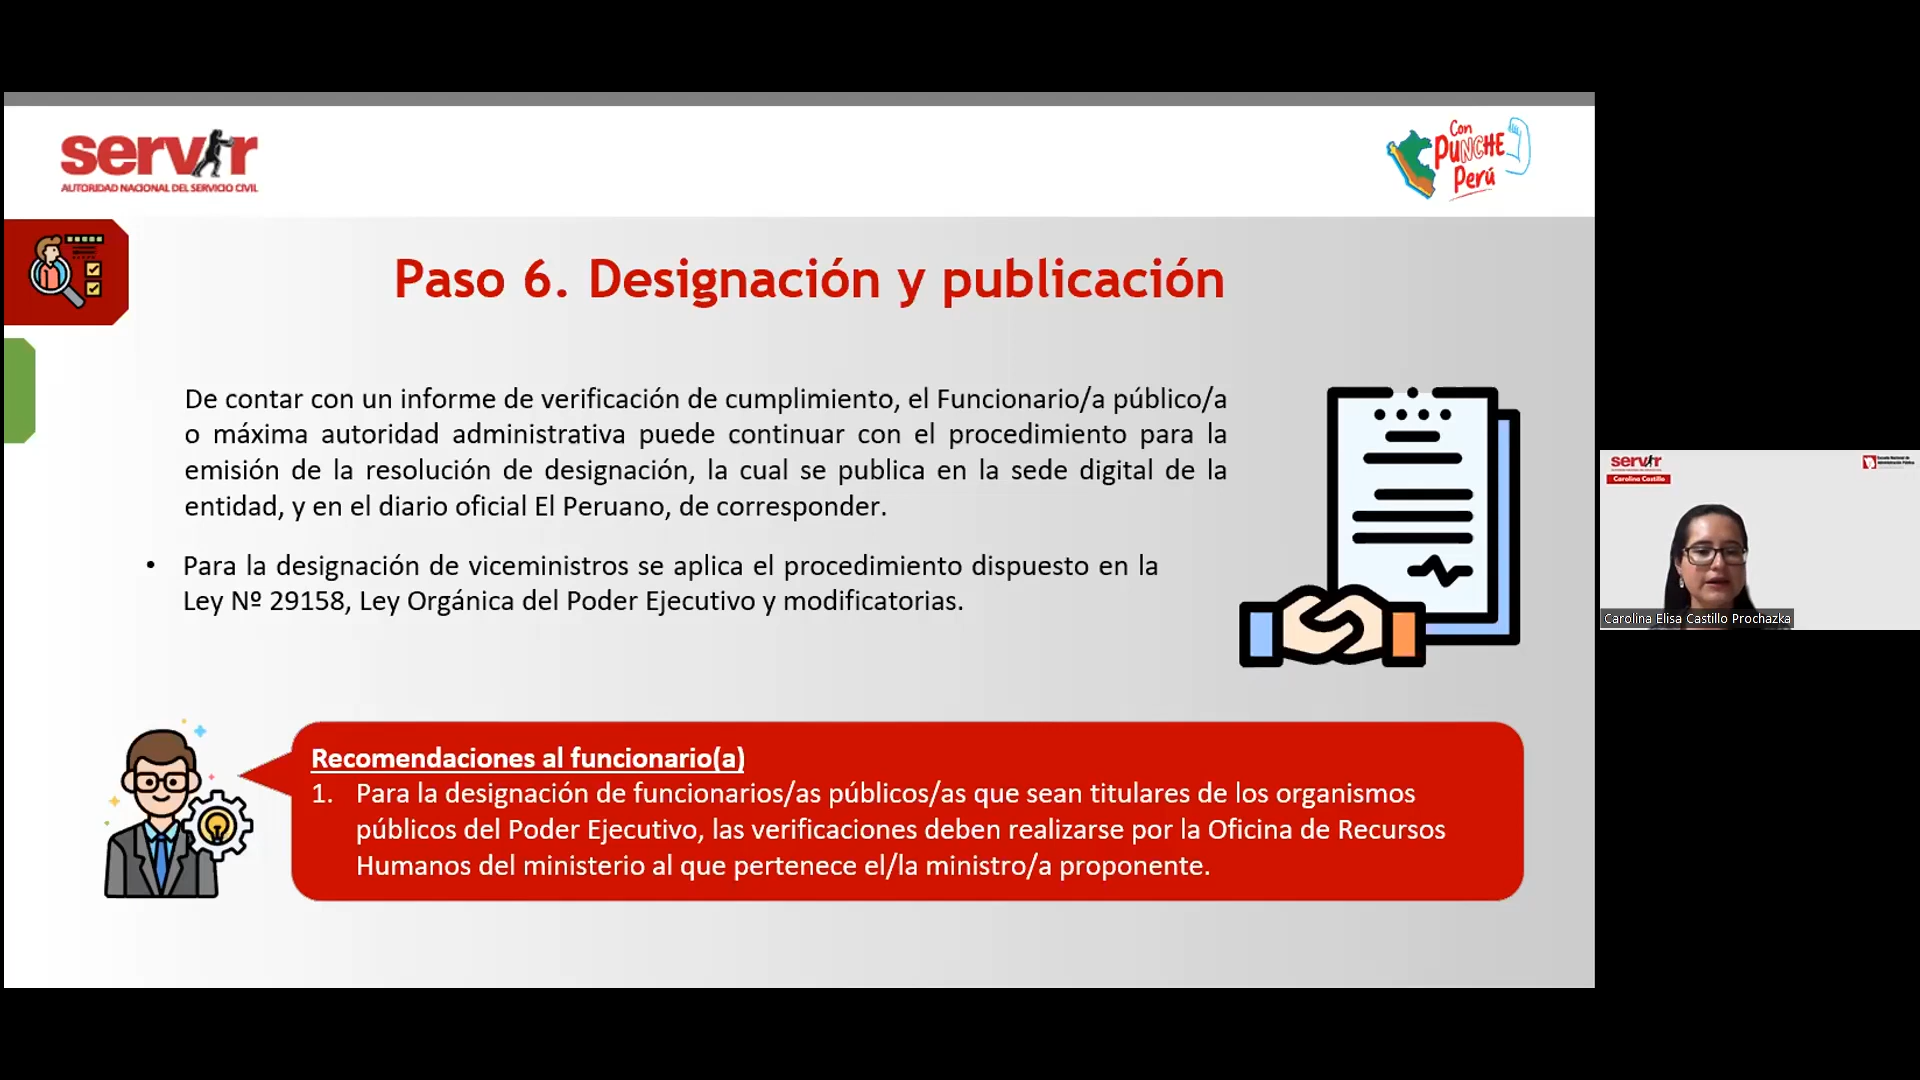 servir
AUTORIDAD NACIONAL DEL SERVICIO CIVIL
Con
PUNCHE
Perú
Paso 6. Designación y publicación
De contar con un informe de verificación de cumplimiento, el Funcionario/a público/a
o máxima autoridad administrativa puede continuar con el procedimiento para la
emisión de la resolución de designación, la cual se publica en la sede digital de la
entidad, y en el diario oficial El Peruano, de corresponder.
• Para la designación de viceministros se aplica el procedimiento dispuesto en la
Ley Nº 29158, Ley Orgánica del Poder Ejecutivo y modificatorias.
Recomendaciones al funcionario(a)
1. Para la designación de funcionarios/as públicos/as que sean titulares de los organismos
públicos del Poder Ejecutivo, las verificaciones deben realizarse por la Oficina de Recursos
Humanos del ministerio al que pertenece el/la ministro/a proponente.
servir
Carolina Castillo
Escuela Nacional de
Administración Pública
Carolina Elisa Castillo Prochazka